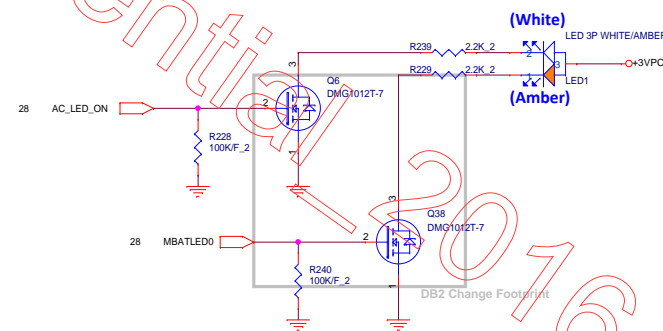 (White)
LED 3P WHITE/AMBER
R239
2.2K_2
2
3
+3VPC
R229
2.2K_2
1
LED1
(Amber)
3
Q6
DMG1012T-7
28
AC_LED_ON
2
R228
100K/F_2
1
3
Q38
DMG1012T-7
28
MBATLED0
2
R240
100K/F_2
1
DB2 Change Footprint
2016